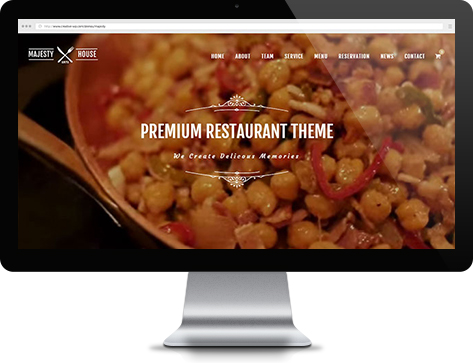 MAJESTY HOUSE
HOME ABOUT TEAM SERVICE MENU RESERVATION NEWS CONTACT
PREMIUM RESTAURANT THEME
We Create Delicous Memories